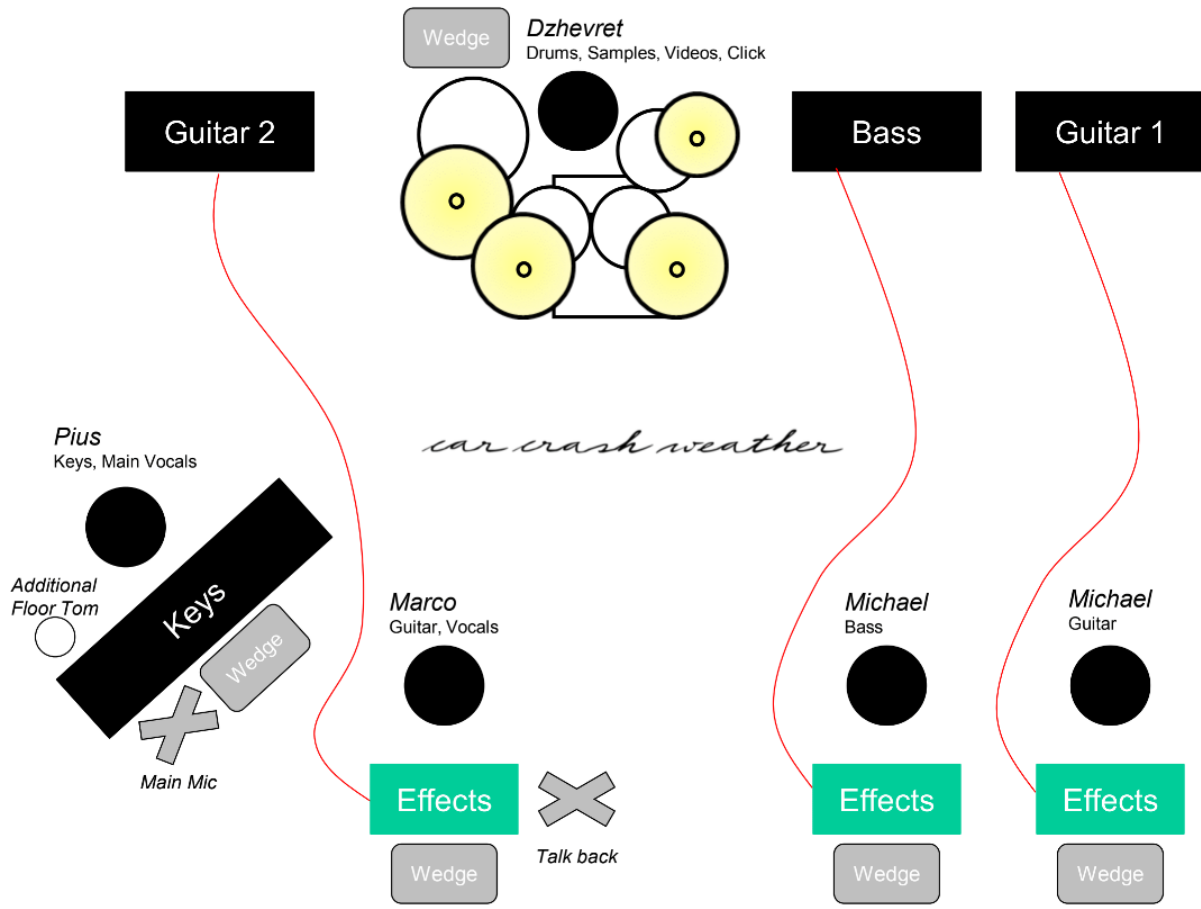 Wedge
Dzhevret
Drums, Samples, Videos, Click
Guitar 2
Bass
Guitar 1
car crash weather
Pius
Keys, Main Vocals
Additional
Floor Tom
Keys
Wedge
Main Mic
Marco
Guitar, Vocals
Michael
Bass
Michael
Guitar
Effects
Talk back
Effects
Effects
Wedge
Wedge
Wedge